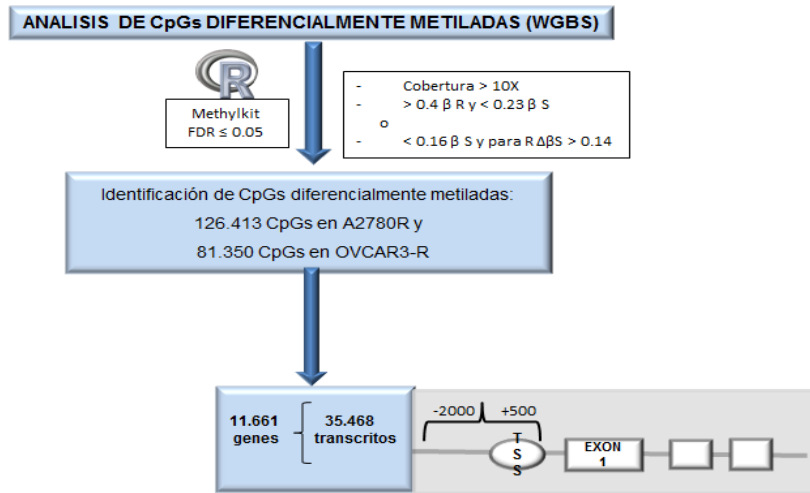 ANALISIS DE CpGs DIFERENCIALMENTE METILADAS (WGBS)
R
Methylkit
FDR ≤ 0.05
- Cobertura > 10X
- > 0.4 β R y < 0.23 β S
o
- < 0.16 β S y para R ΔβS > 0.14
Identificación de CpGs diferencialmente metiladas:
126.413 CpGs en A2780R y
81.350 CpGs en OVCAR3-R
11.661 35.468
genes transcritos
-2000 +500
TSS
EXON
1